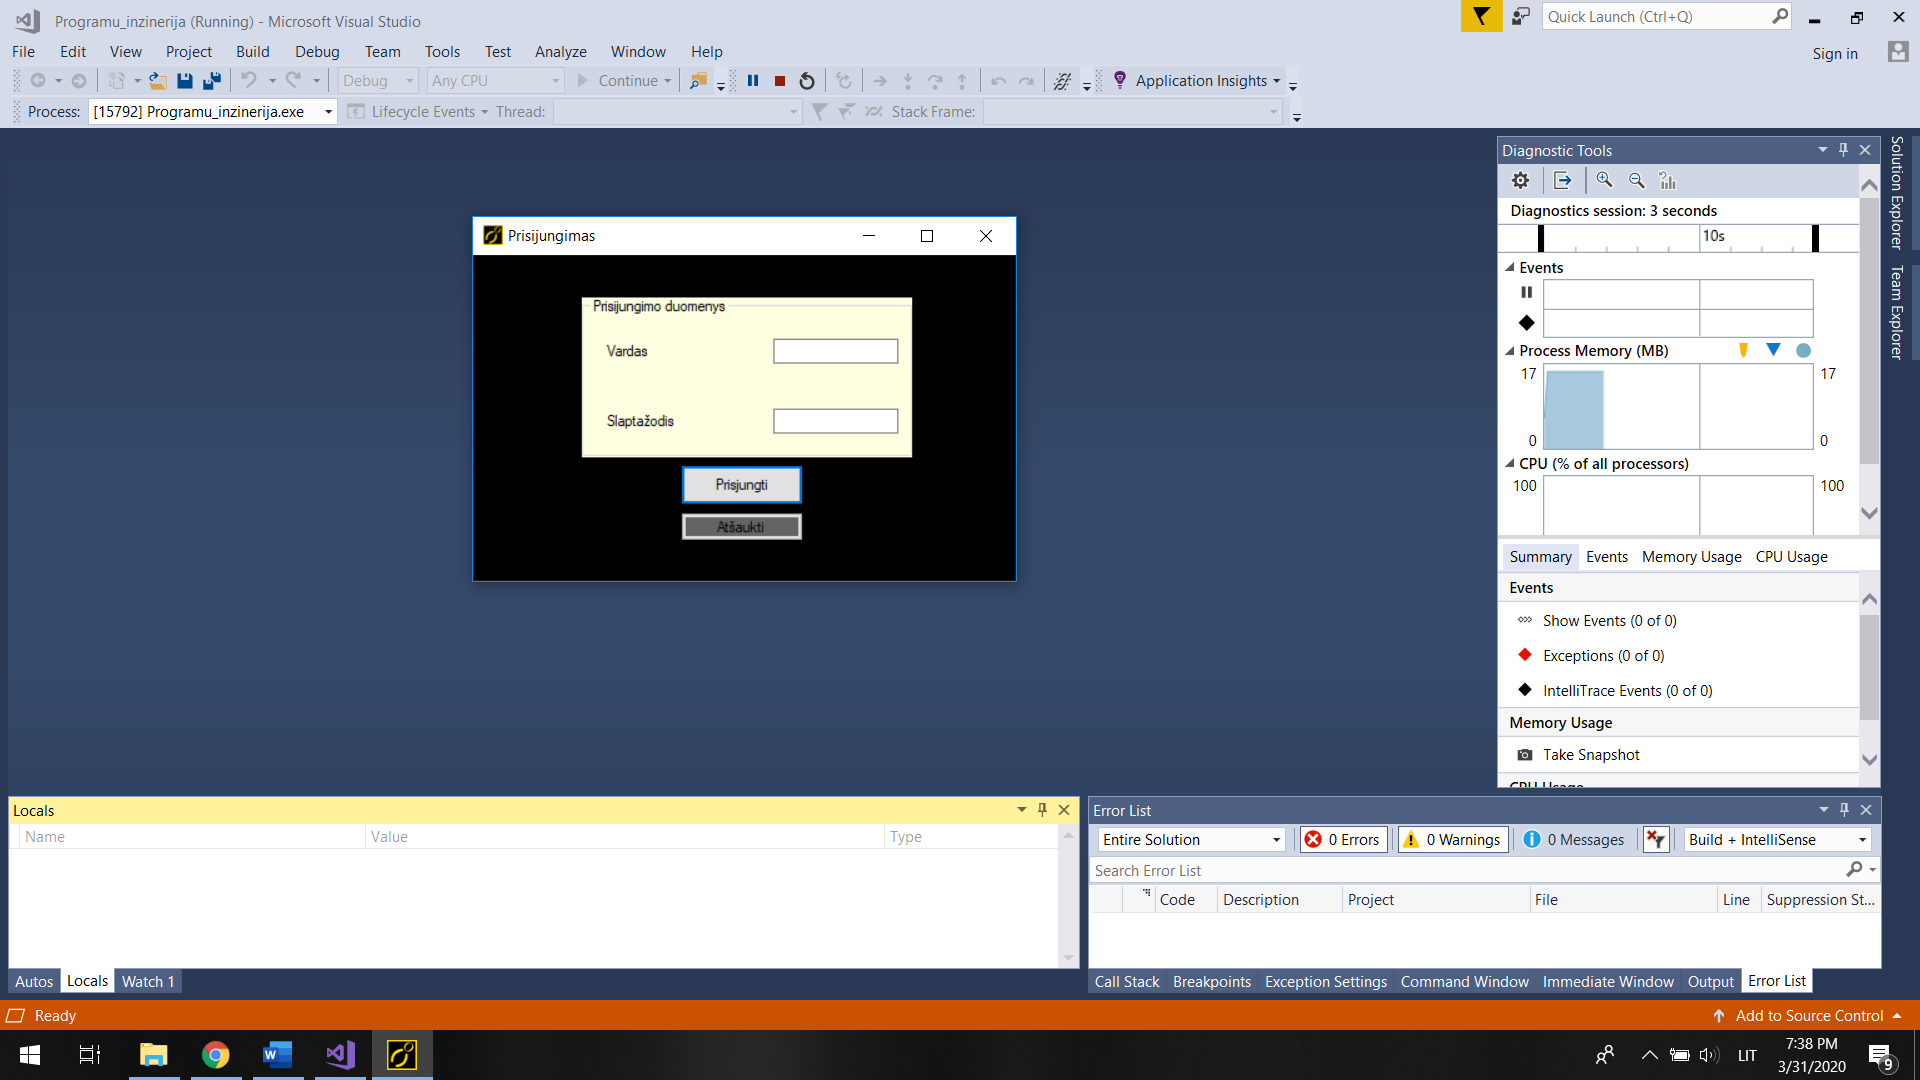 Programu_inzinerija (Running) - Microsoft Visual Studio
Quick Launch (Ctrl+Q)
File Edit View Project Build Debug Team Tools Test Analyze Window Help
Sign in
Debug Any CPU Continue Application Insights
Process: [15792] Programu_inzinerija.exe Lifecycle Events Thread: Stack Frame:
Prisijungimas
Prisijungimo duomenys
Vardas
Slaptažodis
Prisjungti
Atšaukti
Diagnostic Tools
Diagnostics session: 3 seconds
10s
Events
Process Memory (MB)
17 17
0 0
CPU (% of all processors)
100 100
Summary Events Memory Usage CPU Usage
Events
Show Events (0 of 0)
Exceptions (0 of 0)
IntelliTrace Events (0 of 0)
Memory Usage
Take Snapshot
CPU Usage
Solution Explorer
Team Explorer
Locals
Name Value Type
Autos Locals Watch 1
Error List
Entire Solution 0 Errors 0 Warnings 0 Messages Build + IntelliSense
Search Error List
Code Description Project File Line Suppression St...
Call Stack Breakpoints Exception Settings Command Window Immediate Window Output Error List
Ready
Add to Source Control
LIT
7:38 PM
3/31/2020
9